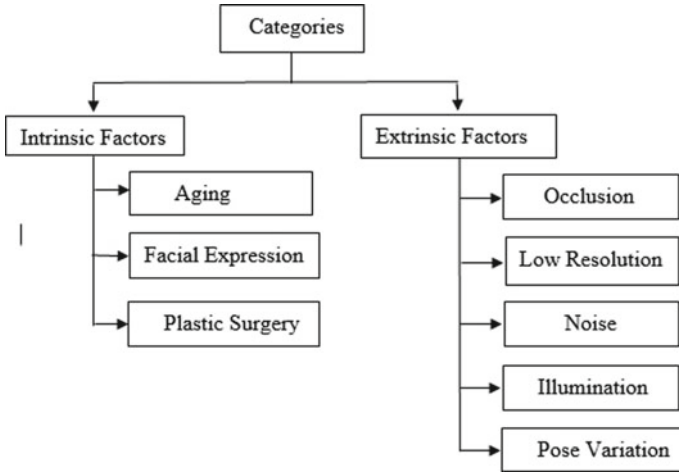 Categories
Intrinsic Factors
Aging
Facial Expression
Plastic Surgery
Extrinsic Factors
Occlusion
Low Resolution
Noise
Illumination
Pose Variation